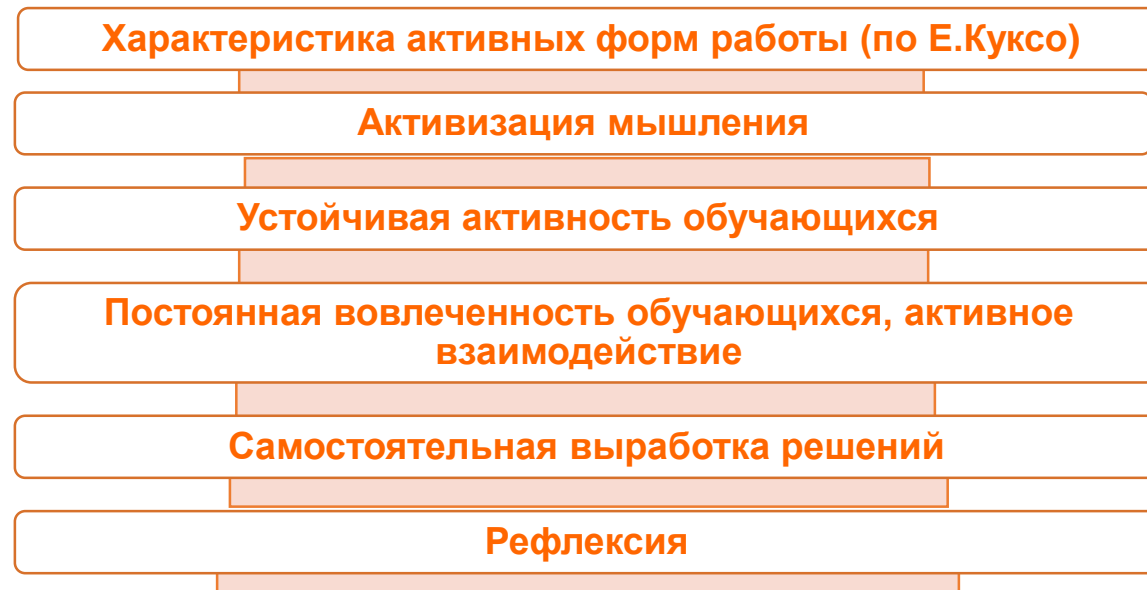 Характеристика активных форм работы (по Е.Куксо)
Активизация мышления
Устойчивая активность обучающихся
Постоянная вовлеченность обучающихся, активное
взаимодействие
Самостоятельная выработка решений
Рефлексия